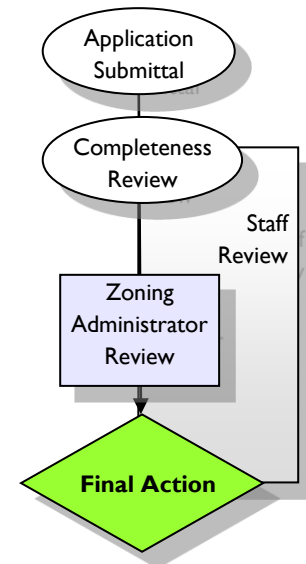 Application
Submittal
Completeness
Review
Staff
Review
Zoning
Administrator
Review
Final Action